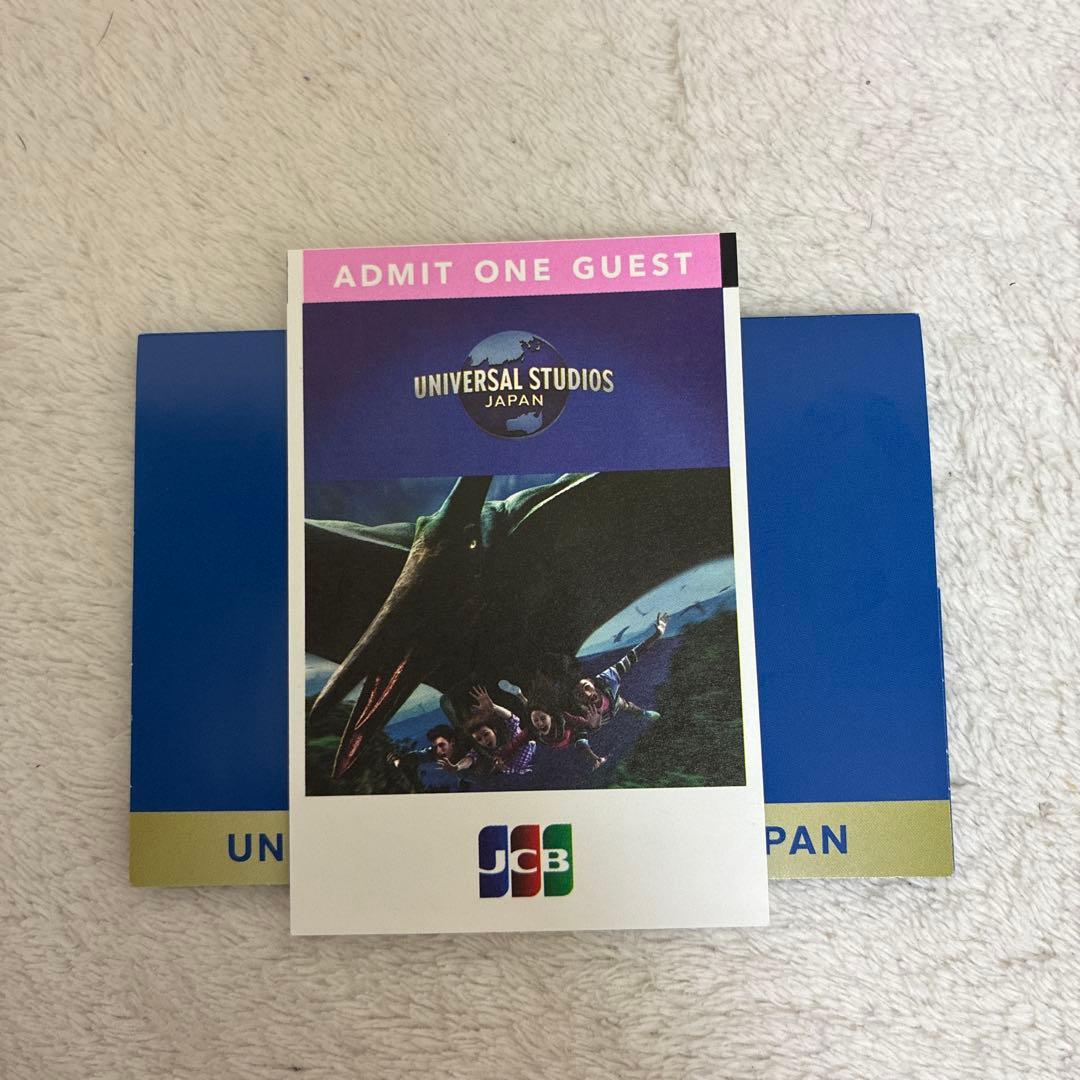 ADMIT ONE GUEST
UNIVERSAL STUDIOS
JAPAN
UN
PAN
JCB